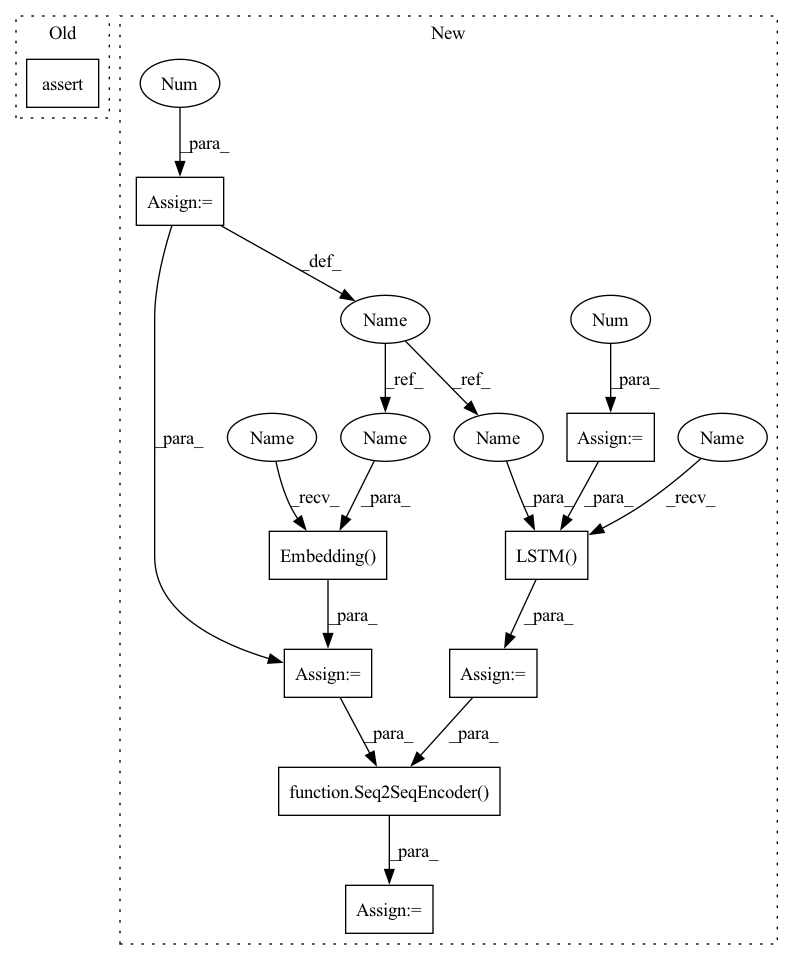 Old
New
assert
Num
_para_
Assign:=
_def_
Name
Num
_ref_
_ref_
_para_
_para_
Name
Name
Name
Assign:=
Name
_recv_
_para_
_para_
_para_
_recv_
Embedding()
LSTM()
_para_
_para_
Assign:=
Assign:=
_para_
_para_
function.Seq2SeqEncoder()
_para_
Assign:=